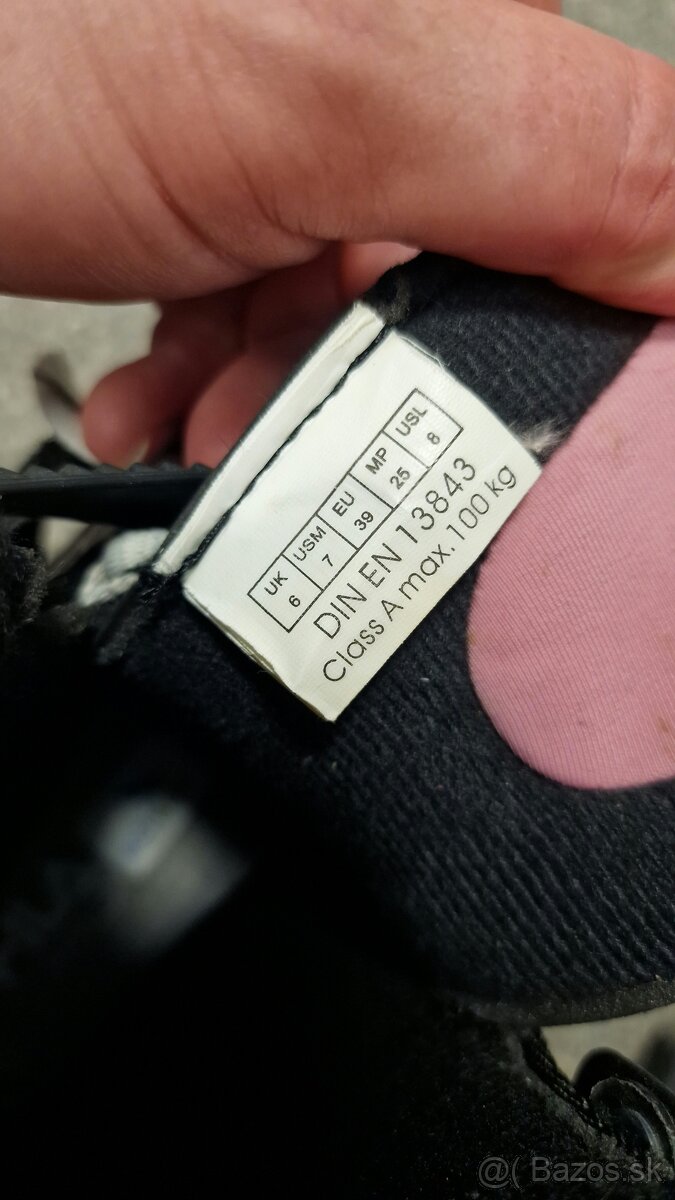 UK USM EU MP USL
6 7 39 25 8
DIN EN 13843
Class A max. 100 kg
@( Bazos.sk